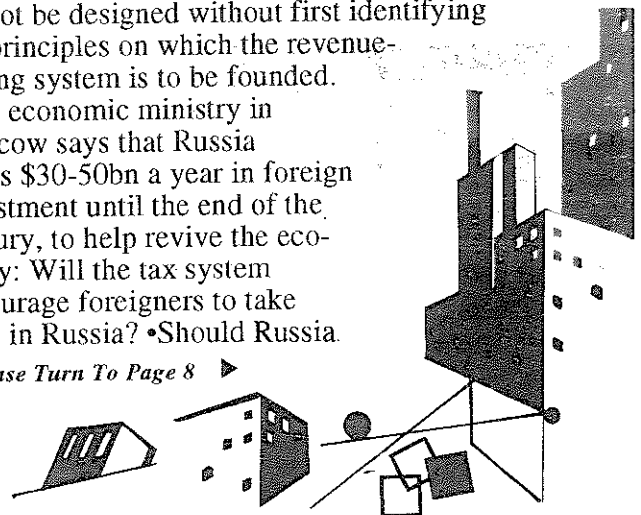 ot be designed without first identifying
rinciples on which the revenue-
ng system is to be founded.
economic ministry in
cow says that Russia
s $30-50bn a year in foreign
stment until the end of the
ury, to help revive the eco-
y: Will the tax system
urage foreigners to take
in Russia? •Should Russia
ase Turn To Page 8 ▶